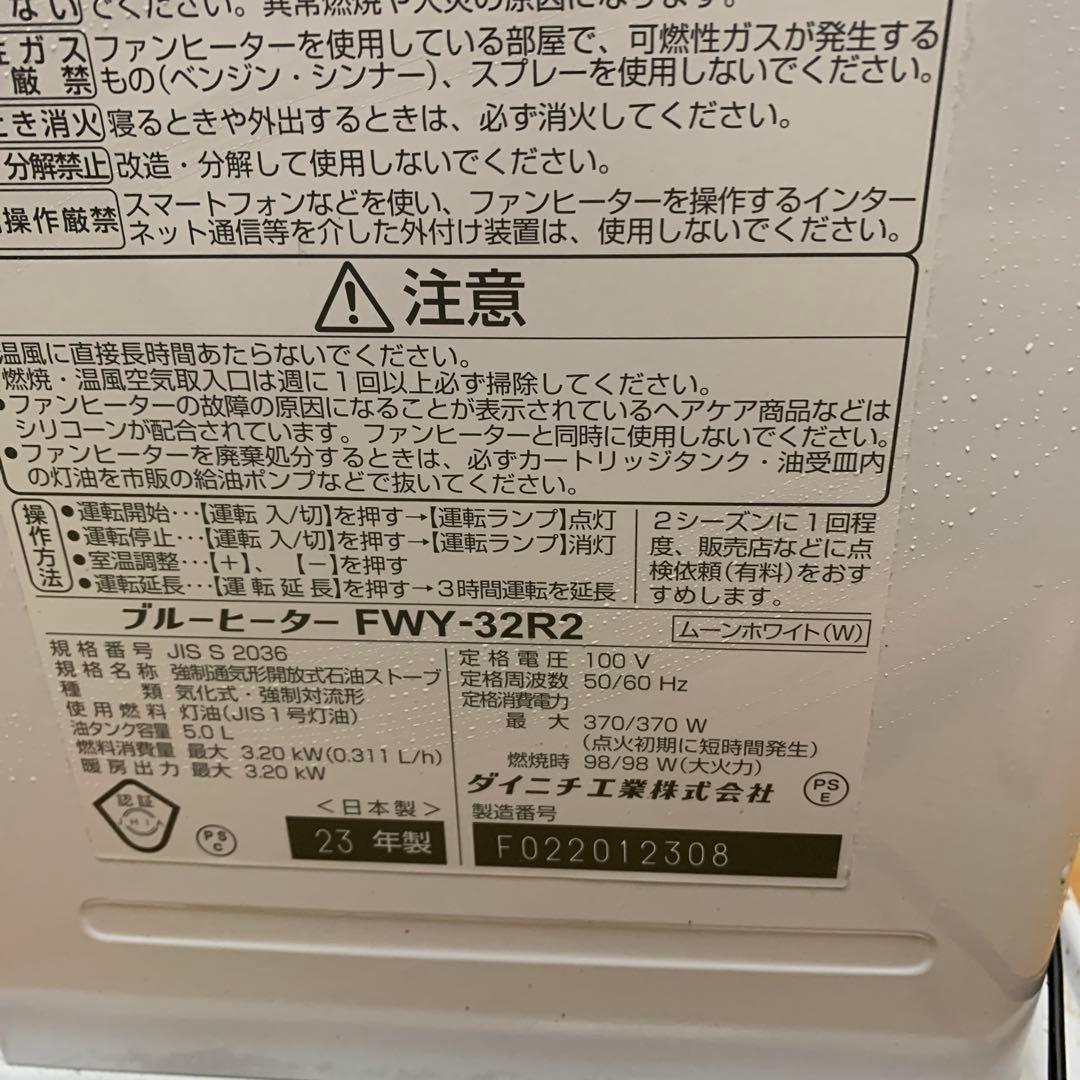 ないでください。異常燃焼や火災の原因になります。
性ガス
厳禁
ファンヒーターを使用している部屋で、可燃性ガスが発生する
もの(ベンジン・シンナー)、スプレーを使用しないでください。
とき消火
寝るときや外出するときは、必ず消火してください。
分解禁止
改造・分解して使用しないでください。
操作厳禁
スマートフォンなどを使い、ファンヒーターを操作するインター
ネット通信等を介した外付け装置は、使用しないでください。
注意
温風に直接長時間あたらないでください。
燃焼・温風空気取入口は週に1回以上必ず掃除してください。
●ファンヒーターの故障の原因になることが表示されているヘアケア商品などは
シリコーンが配合されています。ファンヒーターと同時に使用しないでください。
●ファンヒーターを廃棄処分するときは、必ずカートリッジタンク・油受皿内
の灯油を市販の給油ポンプなどで抜いてください。
操作方法
●運転開始…【運転 入/切】を押す→【運転ランプ】点灯
●運転停止…【運転 入/切】を押す→【運転ランプ】消灯
●室温調整…【+】、【-】を押す
●運転延長…【運転延長】を押す→3時間運転を延長
2シーズンに1回程
度、販売店などに点
検依頼(有料)をおす
すめします。
ブルーヒーター FWY-32R2
ムーンホワイト(W)
規格番号 JIS S 2036
規格名称 強制通気形開放式石油ストーブ
種類 気化式・強制対流形
使用燃料 灯油(JIS1号灯油)
油タンク容量 5.0 L
燃料消費量 最大 3.20 kW(0.311 L/h)
暖房出力 最大 3.20 kW
定格電圧 100 V
定格周波数 50/60 Hz
定格消費電力
最大 370/370 W
(点火初期に短時間発生)
燃焼時 98/98 W(大火力)
ダイニチ工業株式会社
PS
E
認証
JHIA
PS
C
<日本製>
23 年製
製造番号
F022012308